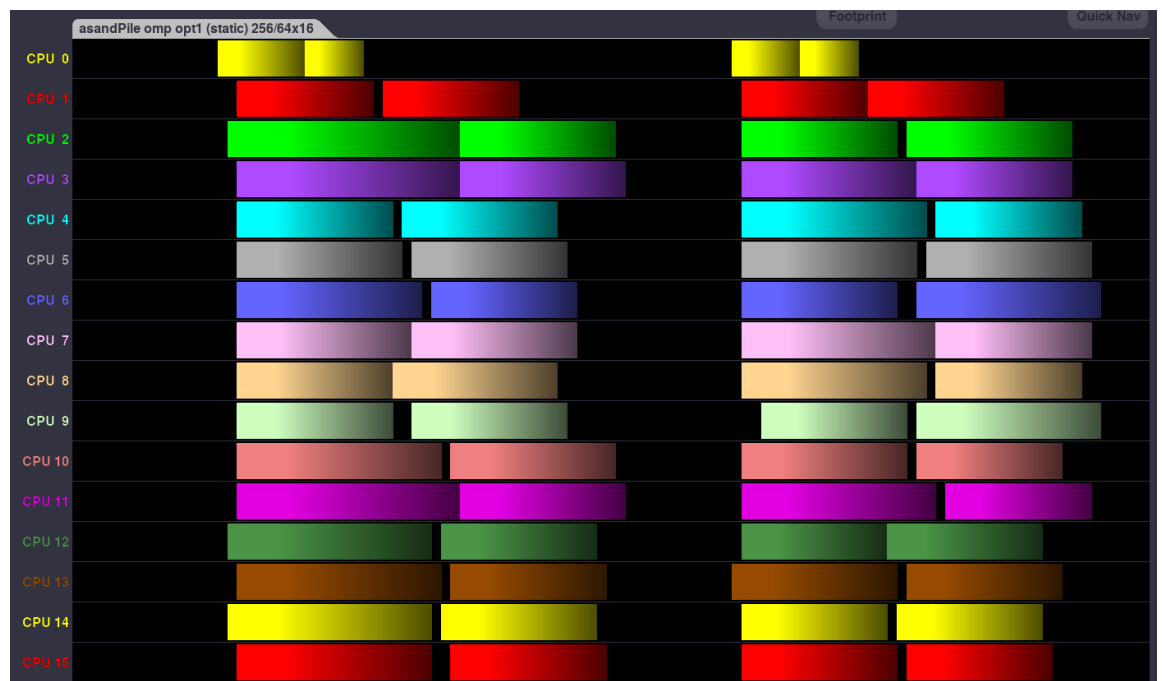 Footprint
Quick Nav
asandPile omp opt1 (static) 256/64x16
CPU 0
CPU 1
CPU 2
CPU 3
CPU 4
CPU 5
CPU 6
CPU 7
CPU 8
CPU 9
CPU 10
CPU 11
CPU 12
CPU 13
CPU 14
CPU 15